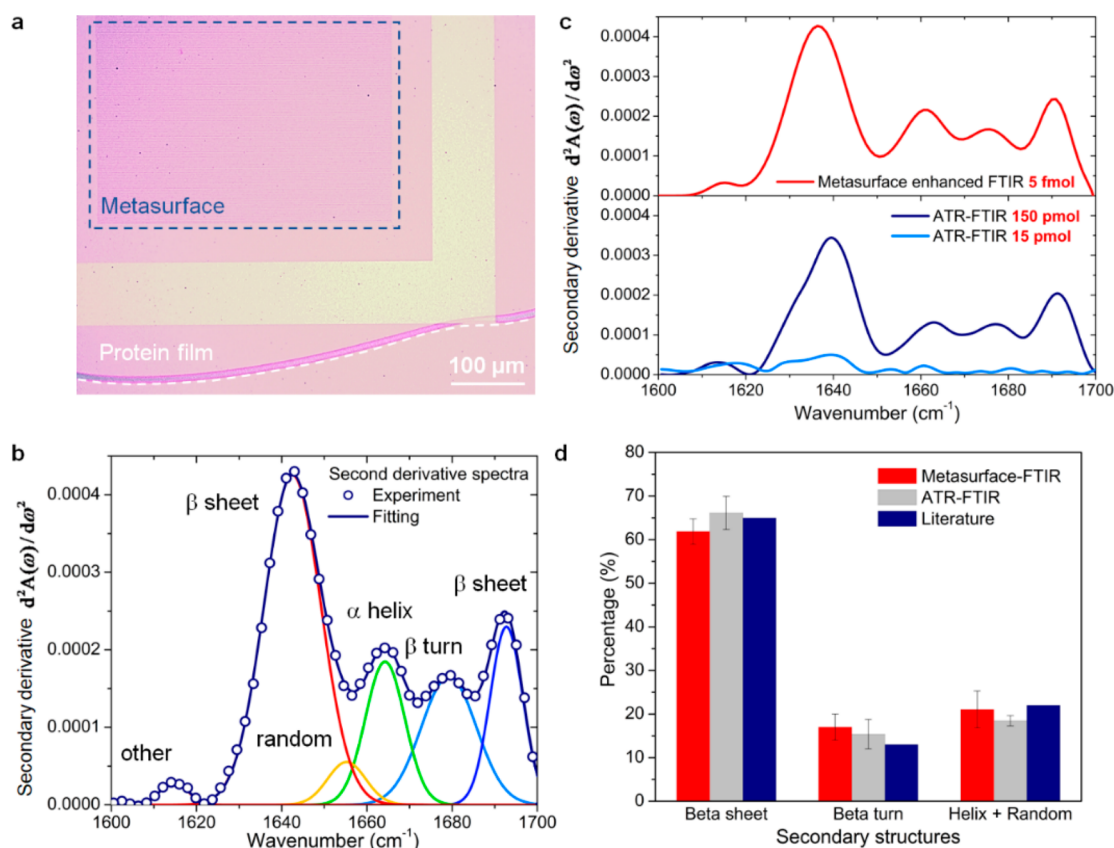 a
Metasurface
Protein film
100 μm
c
Secondary derivative d²A(ω)/dω²
0.0004
0.0003
0.0002
0.0001
0.0000
Metasurface enhanced FTIR 5 fmol
0.0004
0.0003
0.0002
0.0001
0.0000
ATR-FTIR 150 pmol
ATR-FTIR 15 pmol
1600 1620 1640 1660 1680 1700
Wavenumber (cm⁻¹)
b
Secondary derivative d²A(ω)/dω²
0.0004
0.0003
0.0002
0.0001
0.0000
Second derivative spectra
Experiment
Fitting
β sheet
α helix
β sheet
β turn
random
other
1600 1620 1640 1660 1680 1700
Wavenumber (cm⁻¹)
d
Percentage (%)
80
70
60
50
40
30
20
10
0
Metasurface-FTIR
ATR-FTIR
Literature
Beta sheet Beta turn Helix + Random
Secondary structures